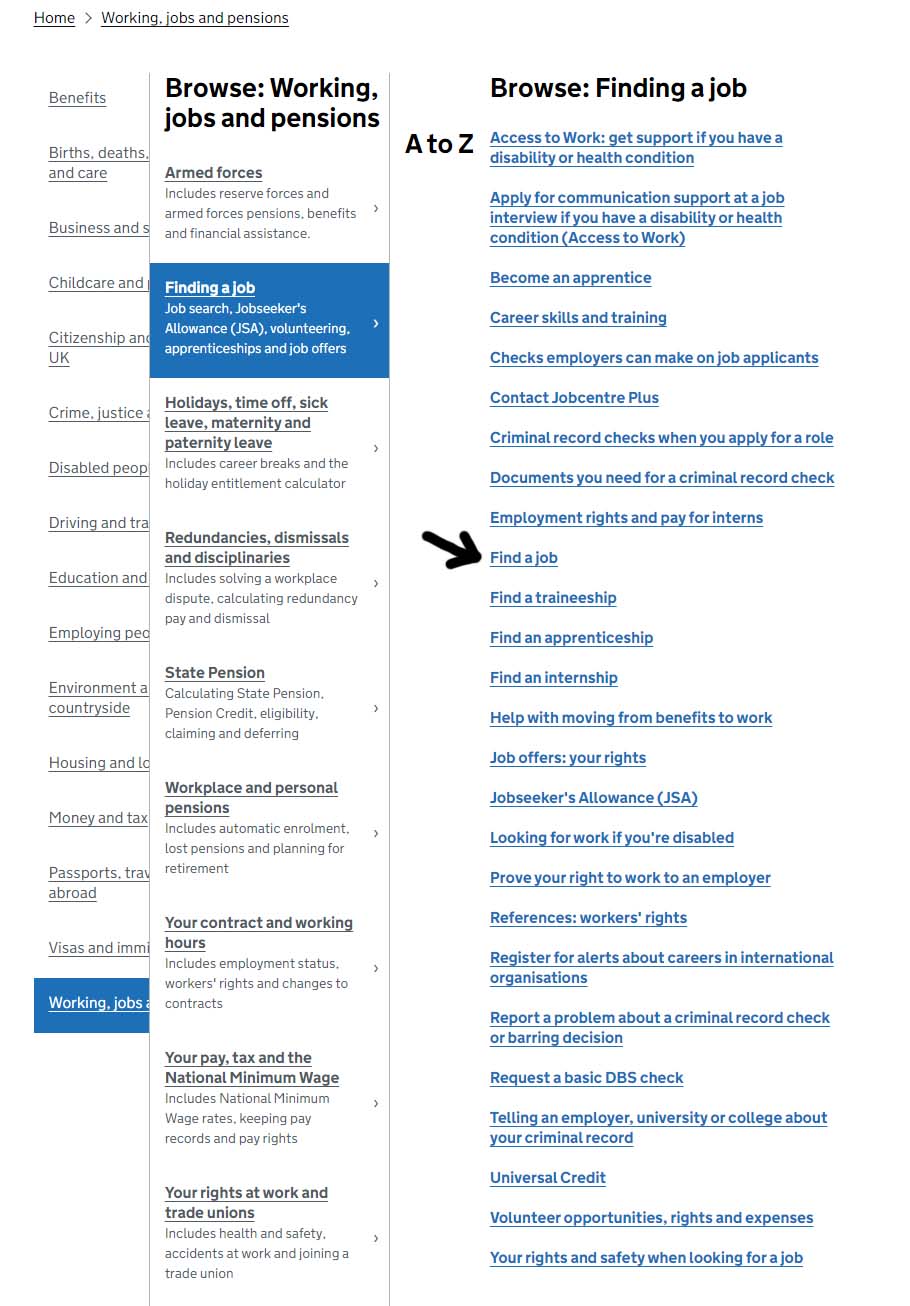 Home > Working, jobs and pensions
Benefits
Births, deaths,
and care
Business and s
Childcare and
Citizenship and
UK
Crime, justice a
Disabled peop
Driving and tra
Education and
Employing peo
Environment a
countryside
Housing and lo
Money and tax
Passports, trav
abroad
Visas and immi
Working, jobs a
Browse: Working,
jobs and pensions
Armed forces
Includes reserve forces and
armed forces pensions, benefits
and financial assistance.
Finding a job
Job search, Jobseeker's
Allowance (JSA), volunteering,
apprenticeships and job offers
Holidays, time off, sick
leave, maternity and
paternity leave
Includes career breaks and the
holiday entitlement calculator
Redundancies, dismissals
and disciplinaries
Includes solving a workplace
dispute, calculating redundancy
pay and dismissal
State Pension
Calculating State Pension,
Pension Credit, eligibility,
claiming and deferring
Workplace and personal
pensions
Includes automatic enrolment,
lost pensions and planning for
retirement
Your contract and working
hours
Includes employment status,
workers' rights and changes to
contracts
Your pay, tax and the
National Minimum Wage
Includes National Minimum
Wage rates, keeping pay
records and pay rights
Your rights at work and
trade unions
Includes health and safety,
accidents at work and joining a
trade union
Browse: Finding a job
A to Z
Access to Work: get support if you have a
disability or health condition
Apply for communication support at a job
interview if you have a disability or health
condition (Access to Work)
Become an apprentice
Career skills and training
Checks employers can make on job applicants
Contact Jobcentre Plus
Criminal record checks when you apply for a role
Documents you need for a criminal record check
Employment rights and pay for interns
Find a job
Find a traineeship
Find an apprenticeship
Find an internship
Help with moving from benefits to work
Job offers: your rights
Jobseeker's Allowance (JSA)
Looking for work if you're disabled
Prove your right to work to an employer
References: workers' rights
Register for alerts about careers in international
organisations
Report a problem about a criminal record check
or barring decision
Request a basic DBS check
Telling an employer, university or college about
your criminal record
Universal Credit
Volunteer opportunities, rights and expenses
Your rights and safety when looking for a job